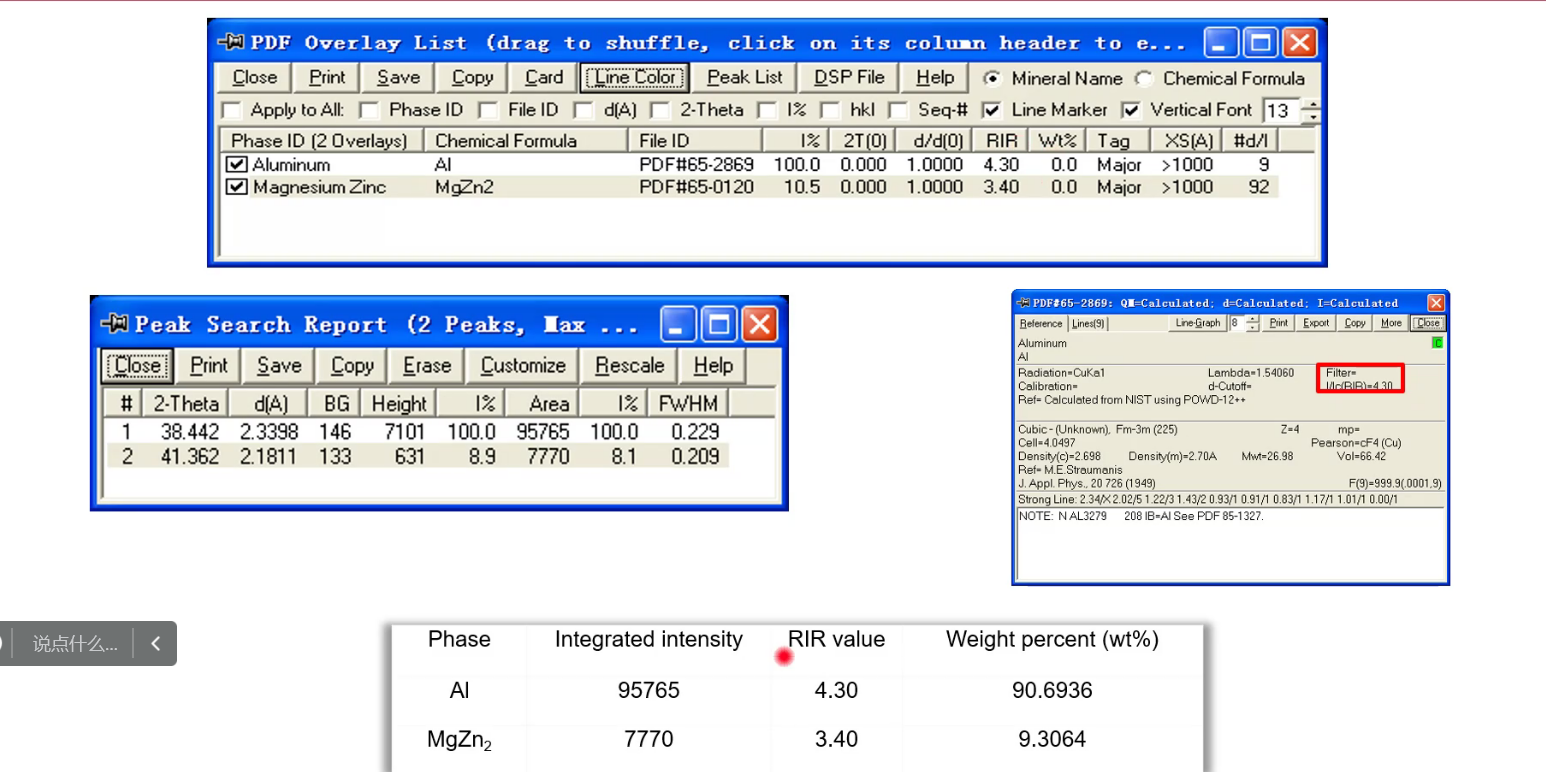 PDF Overlay List (drag to shuffle, click on its column header to e...
Close Print Save Copy Card Line Color Peak List DSP File Help Mineral Name Chemical Formula
Apply to All: Phase ID File ID d(A) 2-Theta I% hkl Seq-# Line Marker Vertical Font 13
Phase ID (2 Overlays) Chemical Formula File ID I% 2T(0) d/d(0) RIR Wt% Tag XS(A) #d/I
Aluminum Al PDF#65-2869 100.0 0.000 1.0000 4.30 0.0 Major >1000 9
Magnesium Zinc MgZn2 PDF#65-0120 10.5 0.000 1.0000 3.40 0.0 Major >1000 92
Peak Search Report (2 Peaks, Max ...
Close Print Save Copy Erase Customize Rescale Help
# 2-Theta d(A) BG Height I% Area I% FWHM
1 38.442 2.3398 146 7101 100.0 95765 100.0 0.229
2 41.362 2.1811 133 631 8.9 7770 8.1 0.209
PDF#65-2869: QM=Calculated; d=Calculated; I=Calculated
Reference Lines(9) Line-Graph 8 Print Export Copy More Close
Aluminum C
Al
Radiation=CuKa1 Lambda=1.54060 Filter=
Calibration= d-Cutoff= I/Ic(RIR)=4.30
Ref= Calculated from NIST using POWD-12++
Cubic - (Unknown), Fm-3m (225) Z=4 mp=
Cell=4.0497 Pearson=cF4 (Cu)
Density(c)=2.698 Density(m)=2.70A Mwt=26.98 Vol=66.42
Ref= M.E.Straumanis
J. Appl. Phys., 20 726 (1949) F(9)=999.9(.0001,9)
Strong Line: 2.34/X 2.02/5 1.22/3 1.43/2 0.93/1 0.91/1 0.83/1 1.17/1 1.01/1 0.00/1
NOTE: N AL3279 208 IB=Al See PDF 85-1327.
说点什么...
Phase Integrated intensity RIR value Weight percent (wt%)
Al 95765 4.30 90.6936
MgZn₂ 7770 3.40 9.3064